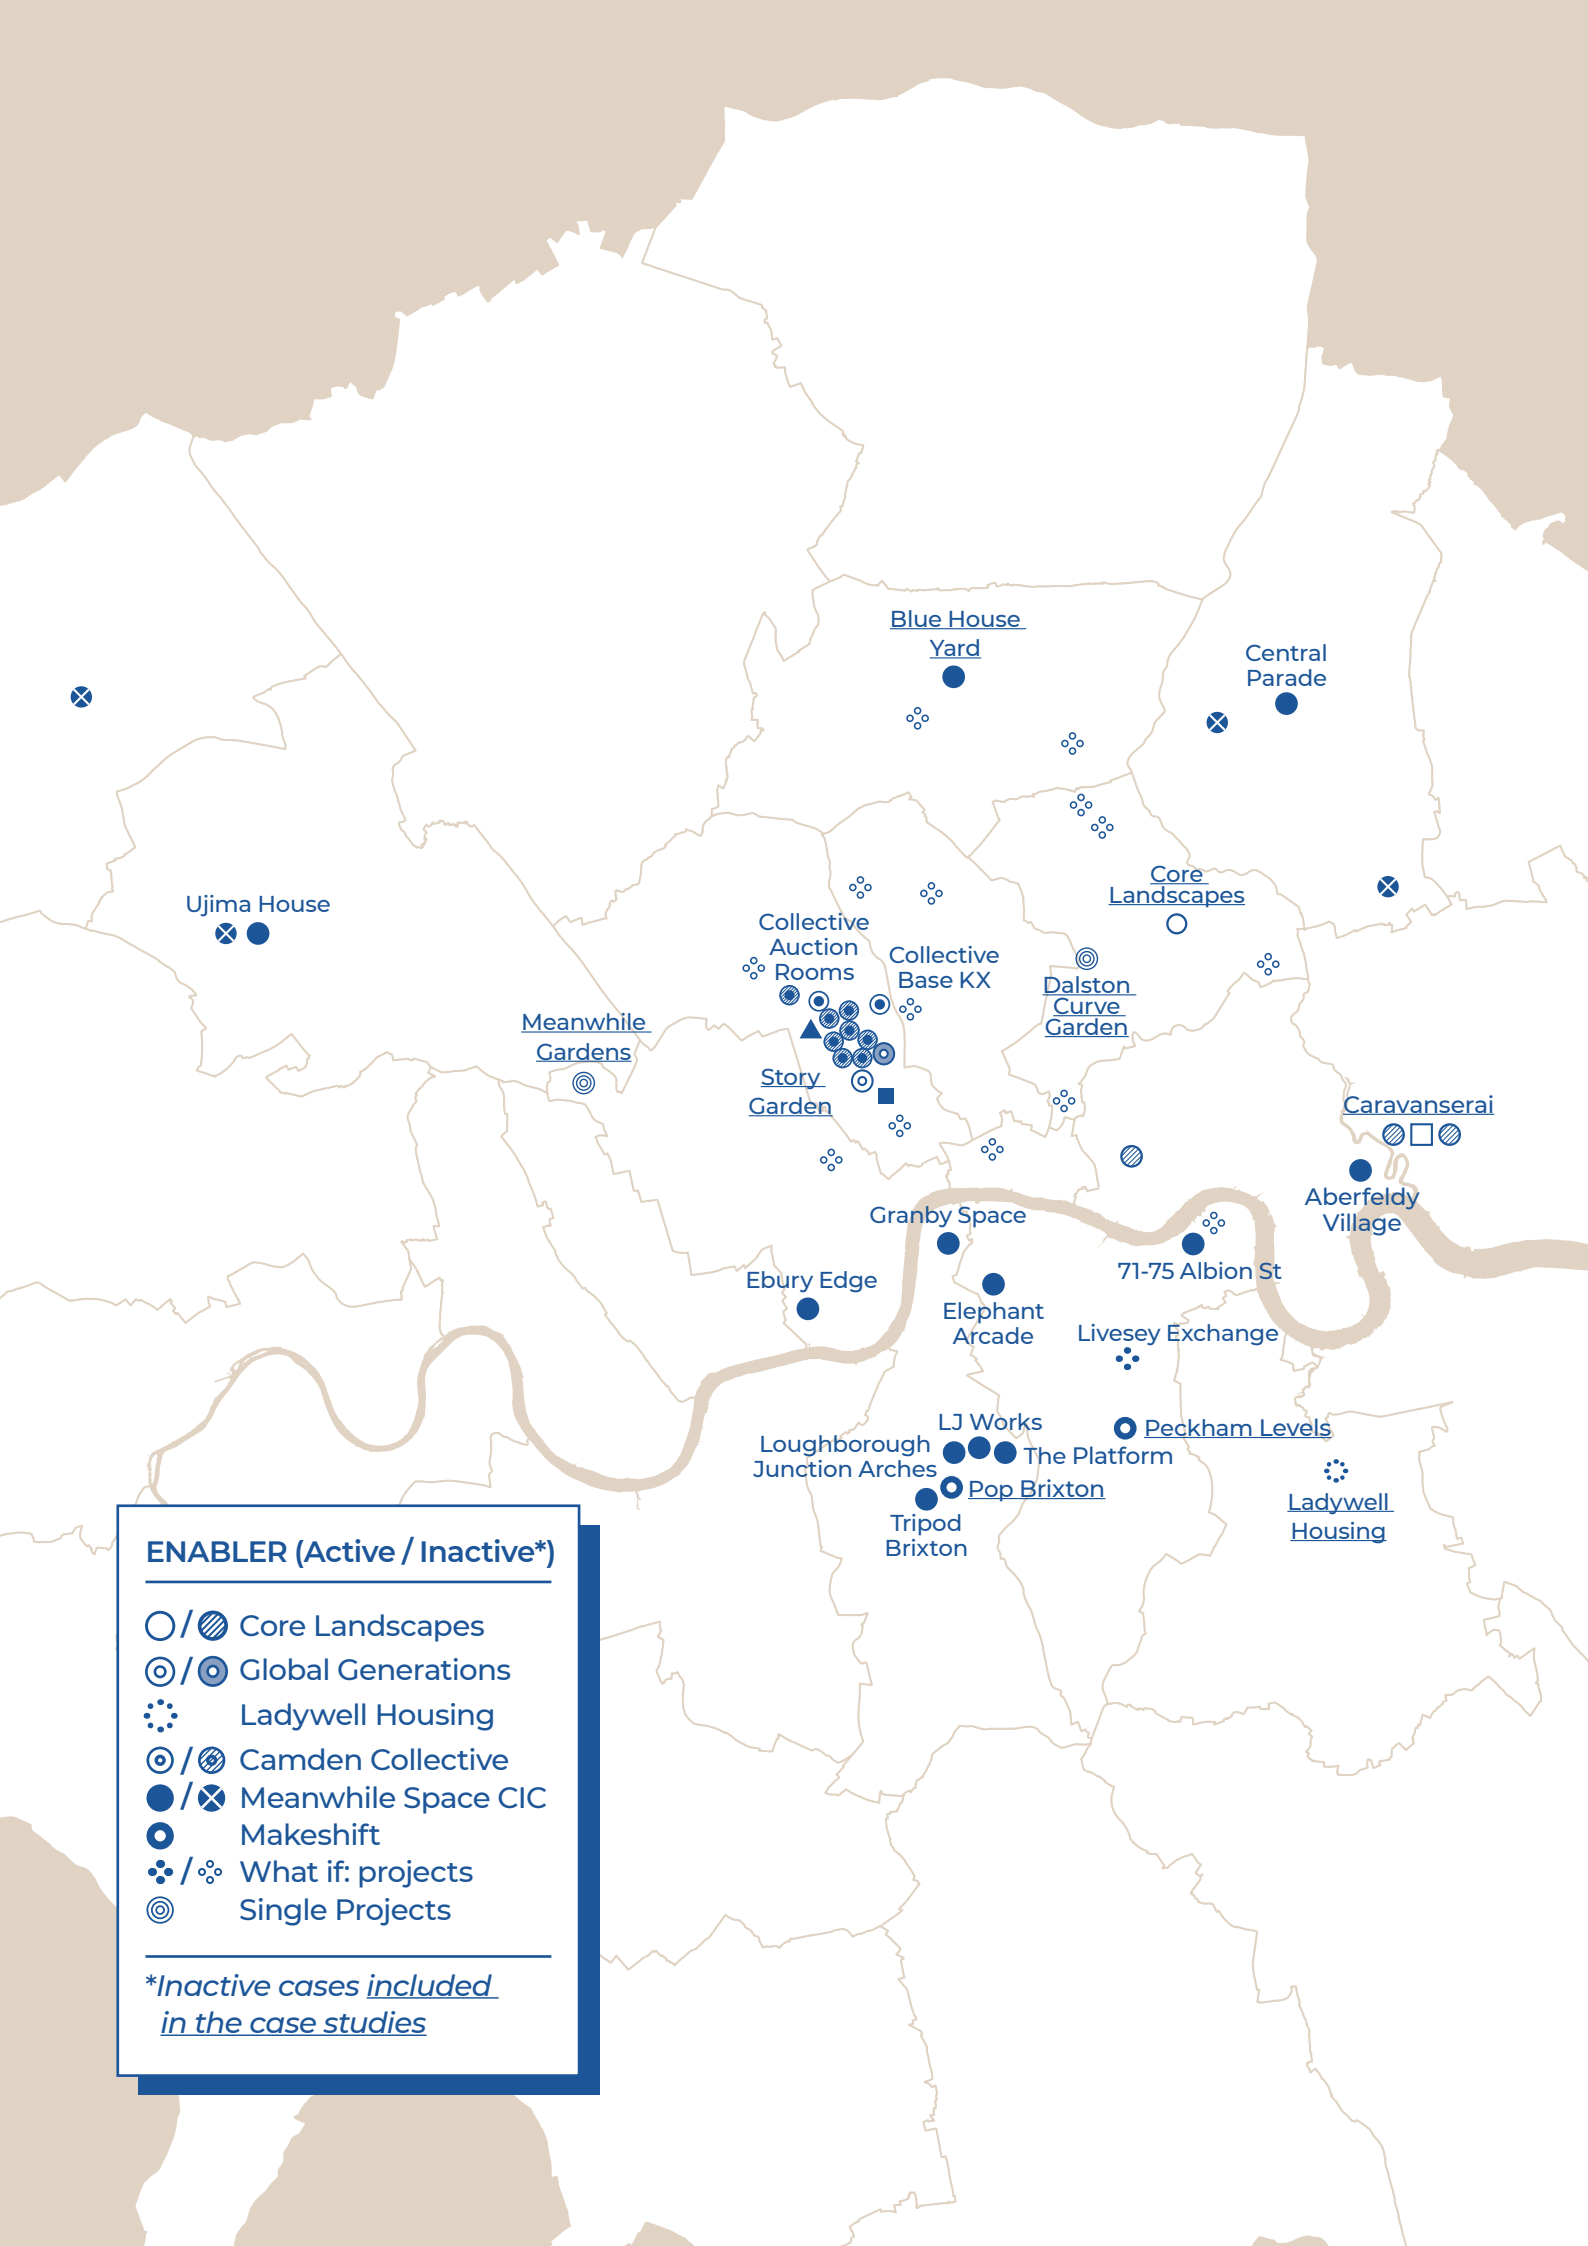 Blue House
Yard
Central
Parade
Ujima House
Core
Landscapes
Collective
Auction
Rooms
Collective
Base KX
Dalston
Curve
Garden
Meanwhile
Gardens
Story
Garden
Caravanserai
Aberfeldy
Village
Granby Space
71-75 Albion St
Ebury Edge
Elephant
Arcade
Livesey Exchange
LJ Works
Peckham Levels
Loughborough
Junction Arches
The Platform
Pop Brixton
Tripod
Brixton
Ladywell
Housing
ENABLER (Active / Inactive*)
/ Core Landscapes
/ Global Generations
Ladywell Housing
/ Camden Collective
/ Meanwhile Space CIC
Makeshift
/ What if: projects
Single Projects
*Inactive cases included
in the case studies